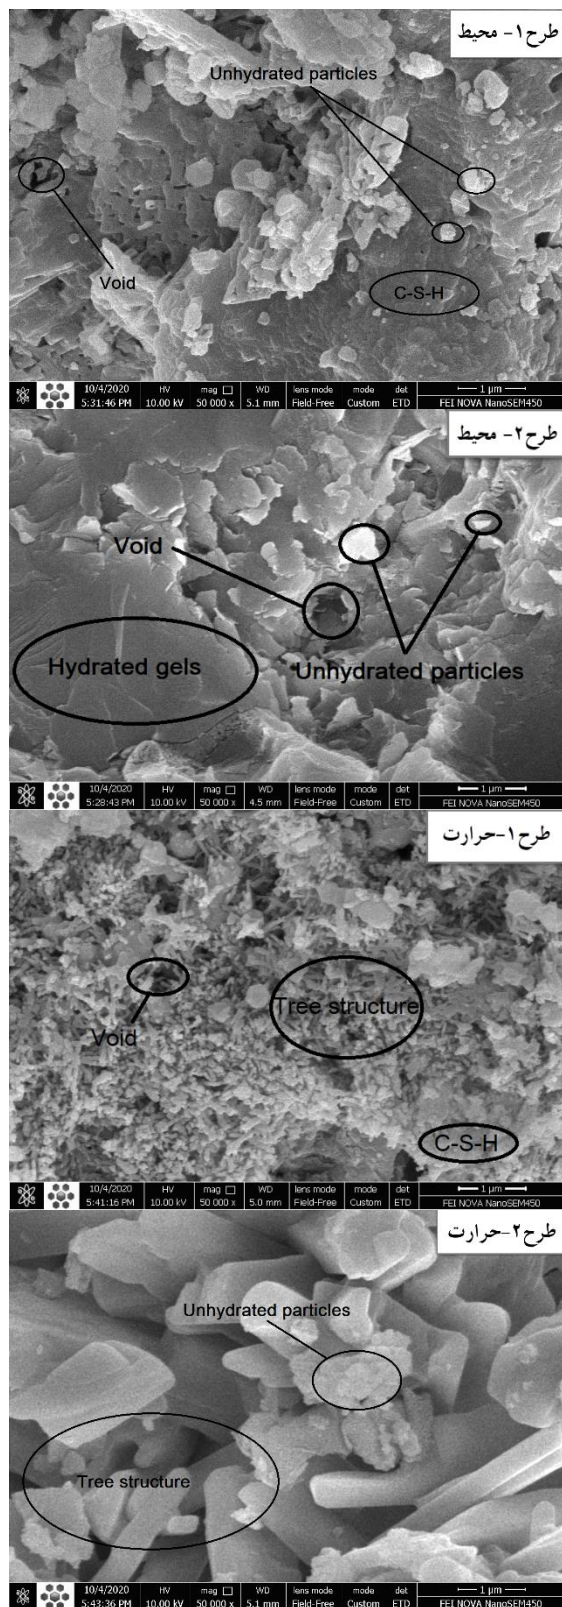 طرح۱- محیط
Unhydrated particles
Void
C-S-H
10/4/2020 HV mag WD lens mode mode det 1 µm
5:31:46 PM 10.00 kV 50 000 x 5.1 mm Field-Free Custom ETD FEI NOVA NanoSEM450
طرح۲- محیط
Void
Hydrated gels
Unhydrated particles
10/4/2020 HV mag WD lens mode mode det 1 µm
5:28:43 PM 10.00 kV 50 000 x 4.5 mm Field-Free Custom ETD FEI NOVA NanoSEM450
طرح۱-حرارت
Tree structure
Void
C-S-H
10/4/2020 HV mag WD lens mode mode det 1 µm
5:41:16 PM 10.00 kV 50 000 x 5.0 mm Field-Free Custom ETD FEI NOVA NanoSEM450
طرح۲-حرارت
Unhydrated particles
Tree structure
10/4/2020 HV mag WD lens mode mode det 1 µm
5:43:36 PM 10.00 kV 50 000 x 5.1 mm Field-Free Custom ETD FEI NOVA NanoSEM450